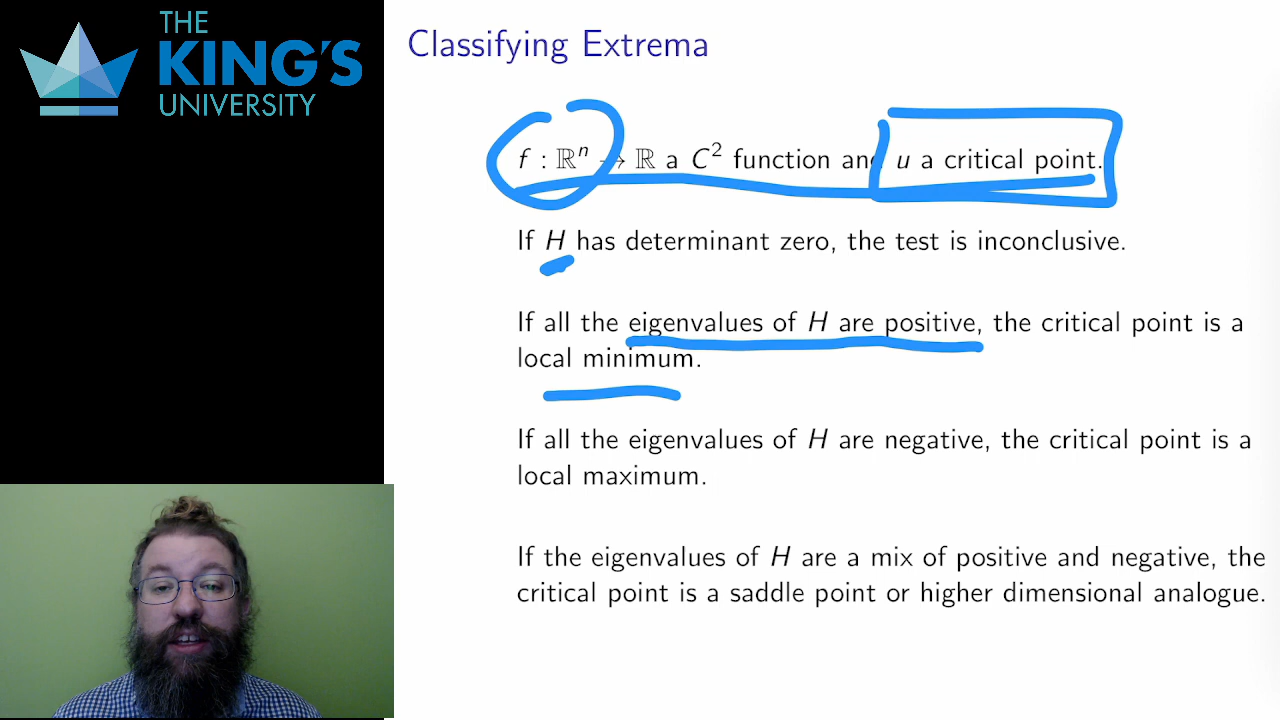 THE
KING'S
UNIVERSITY
Classifying Extrema
f : ℝⁿ → ℝ a C² function and u a critical point.
If H has determinant zero, the test is inconclusive.
If all the eigenvalues of H are positive, the critical point is a
local minimum.
If all the eigenvalues of H are negative, the critical point is a
local maximum.
If the eigenvalues of H are a mix of positive and negative, the
critical point is a saddle point or higher dimensional analogue.